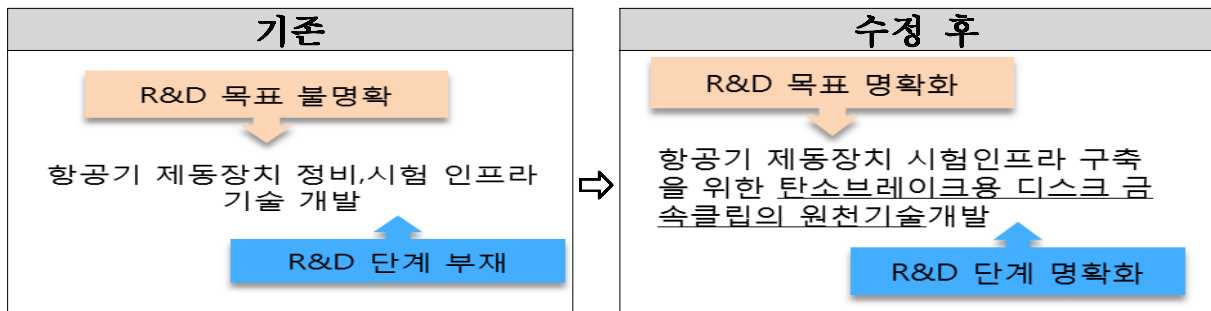 기존
R&D 목표 불명확
항공기 제동장치 정비,시험 인프라
기술 개발
R&D 단계 부재
수정 후
R&D 목표 명확화
항공기 제동장치 시험인프라 구축
을 위한 탄소브레이크용 디스크 금
속클립의 원천기술개발
R&D 단계 명확화